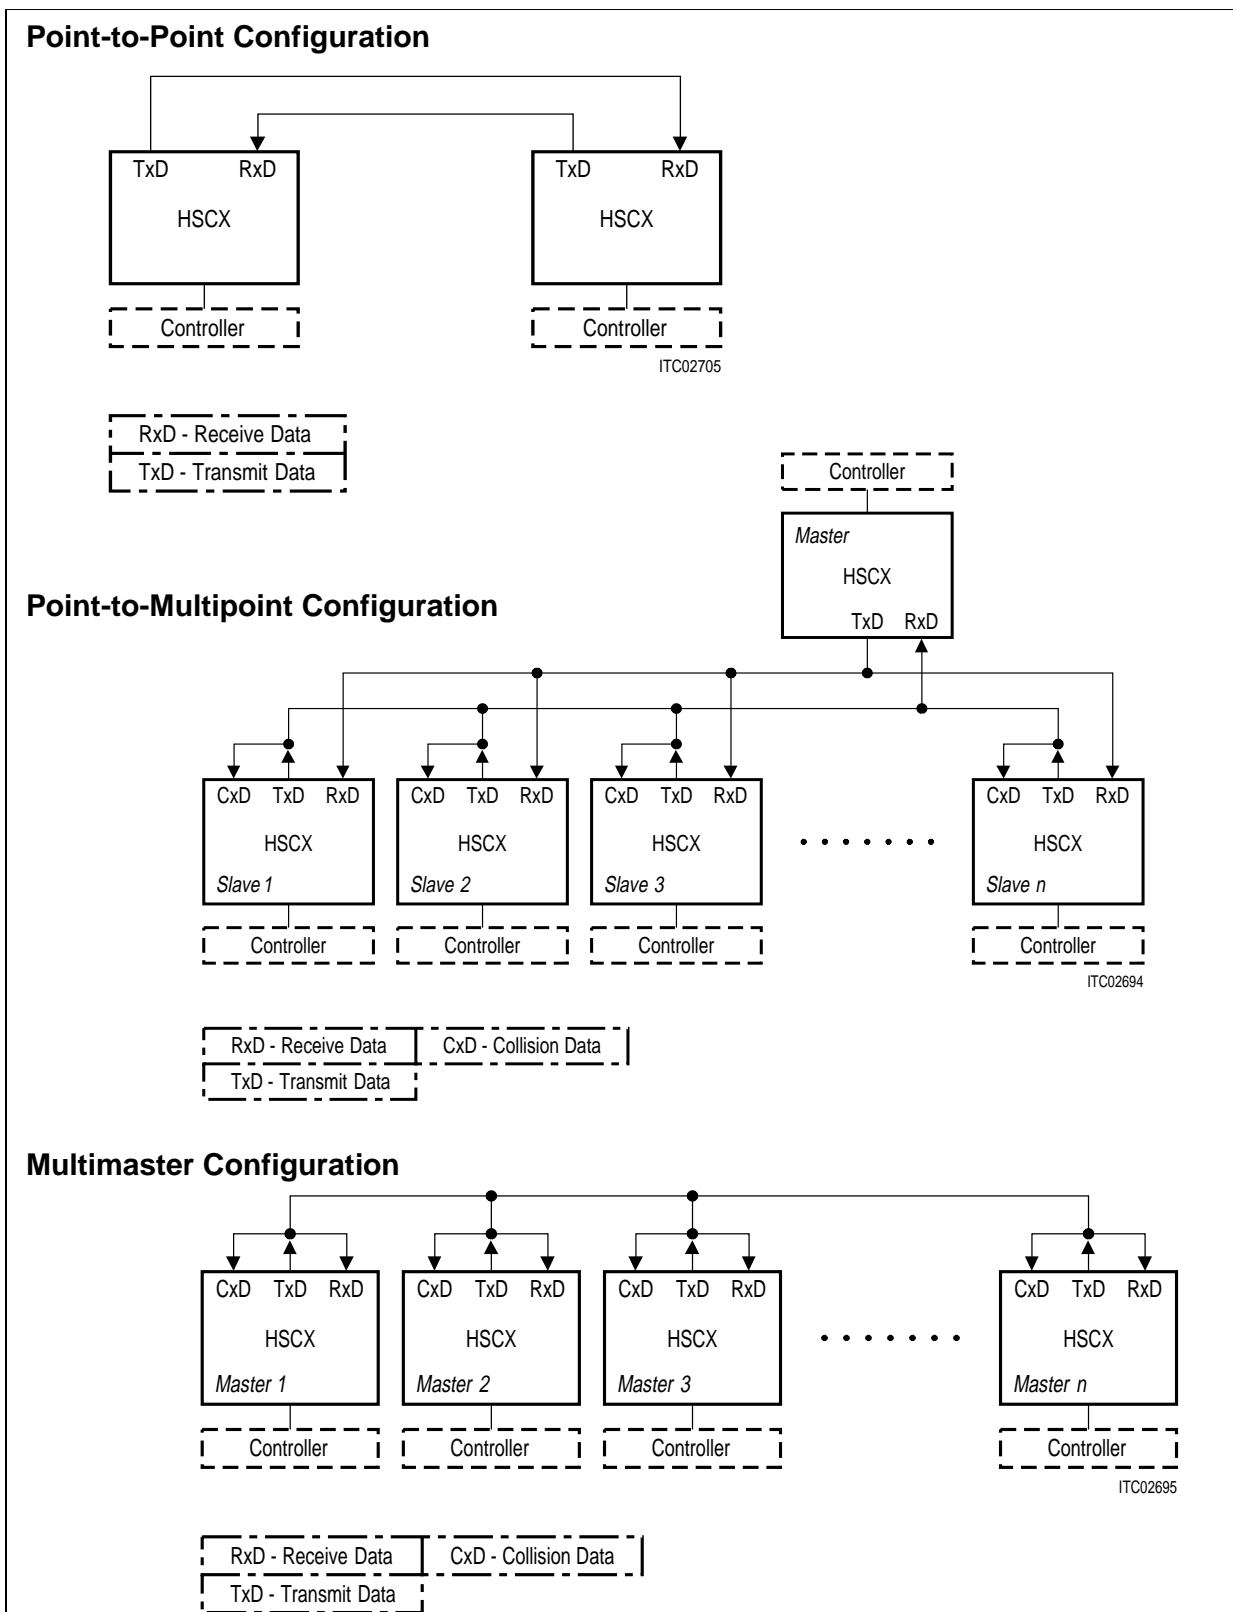 Point-to-Point Configuration
TxD RxD TxD RxD
HSCX HSCX
Controller Controller
ITC02705
RxD - Receive Data
TxD - Transmit Data
Controller
Master
HSCX
TxD RxD
Point-to-Multipoint Configuration
CxD TxD RxD CxD TxD RxD CxD TxD RxD CxD TxD RxD
HSCX HSCX HSCX HSCX
Slave 1 Slave 2 Slave 3 Slave n
Controller Controller Controller Controller
ITC02694
RxD - Receive Data CxD - Collision Data
TxD - Transmit Data
Multimaster Configuration
CxD TxD RxD CxD TxD RxD CxD TxD RxD CxD TxD RxD
HSCX HSCX HSCX HSCX
Master 1 Master 2 Master 3 Master n
Controller Controller Controller Controller
ITC02695
RxD - Receive Data CxD - Collision Data
TxD - Transmit Data